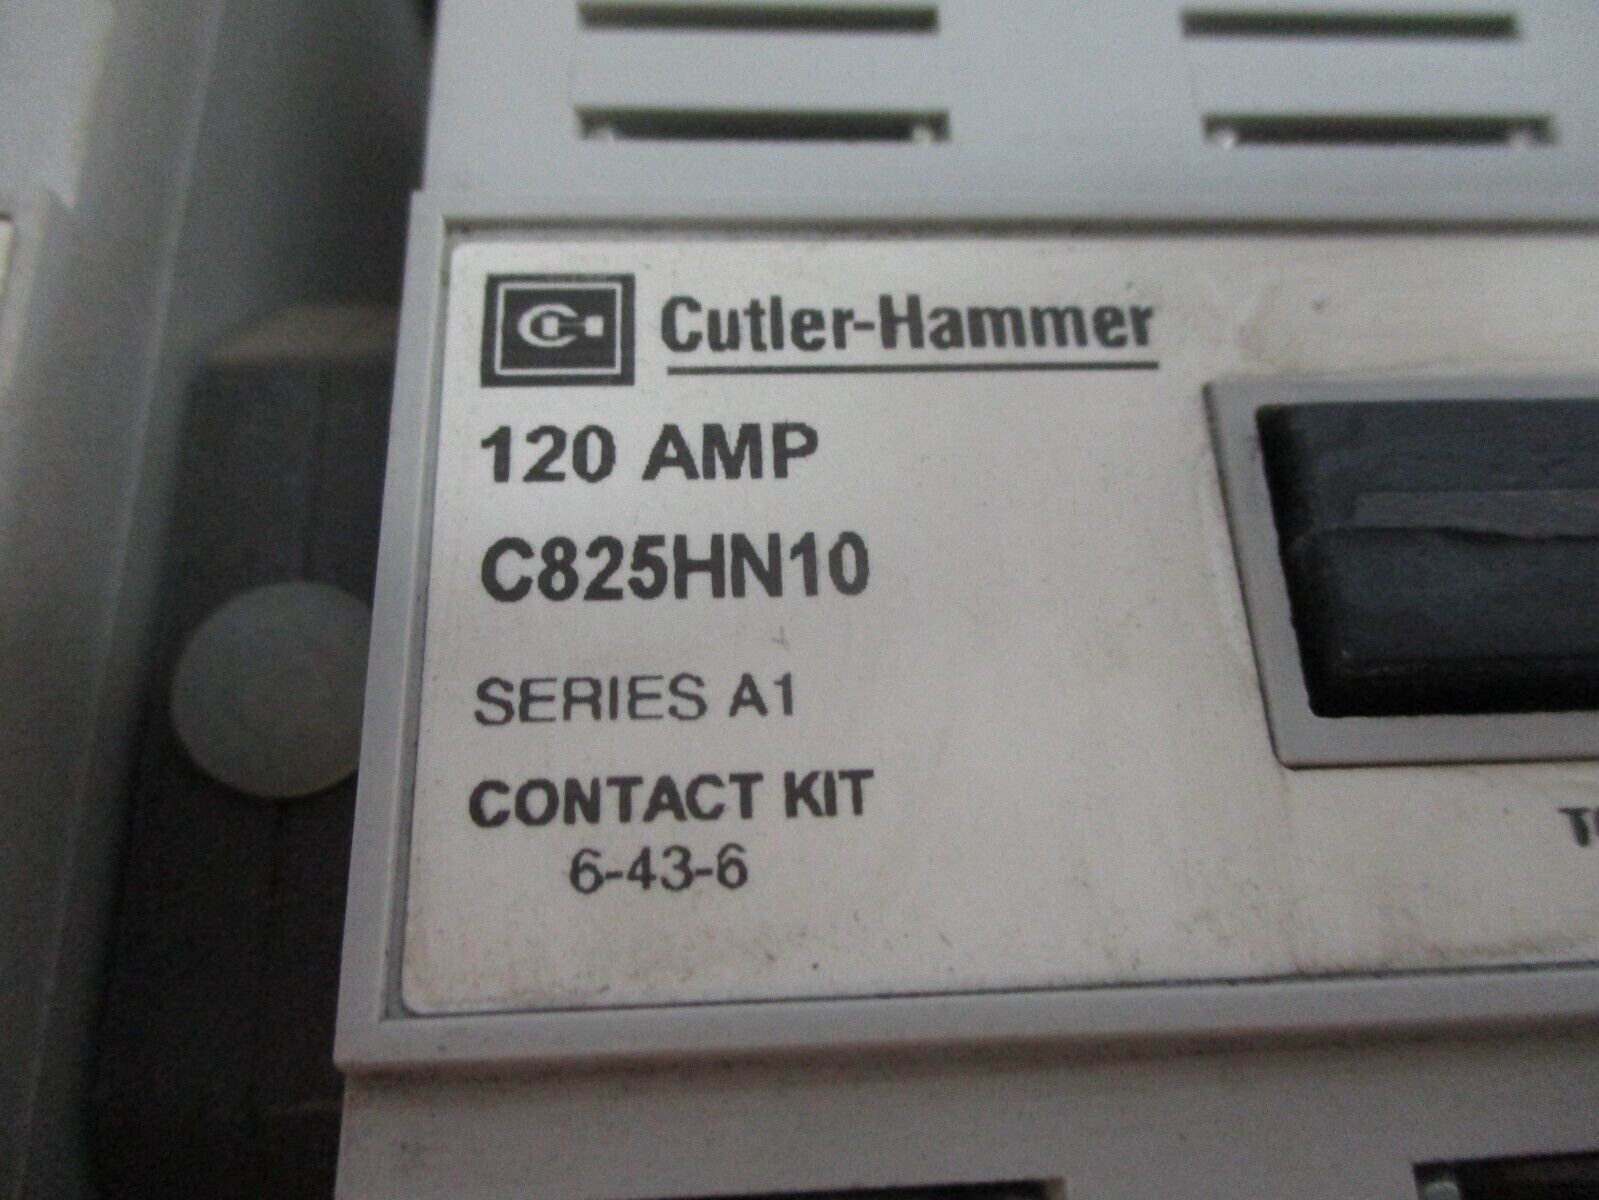 Cutler-Hammer
120 AMP
C825HN10
SERIES A1
CONTACT KIT
6-43-6